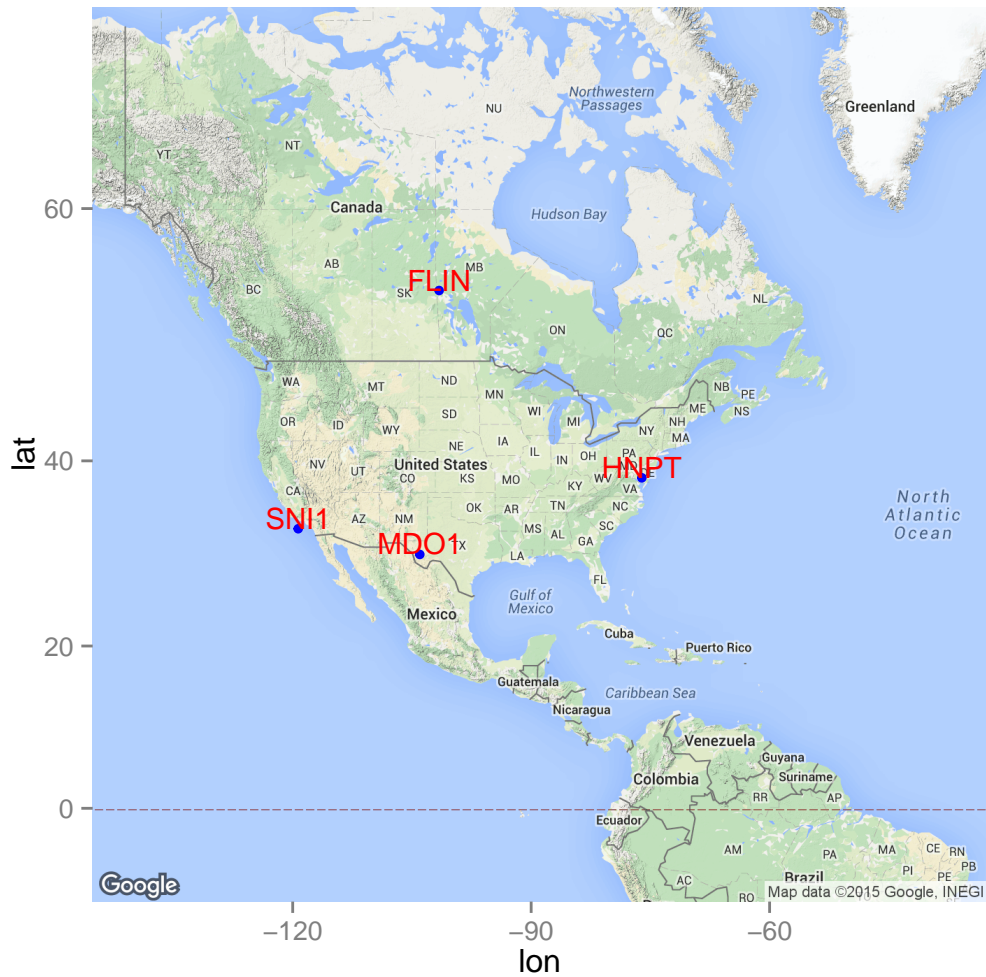 Greenland
Northwestern
Passages
NU
NT
YT
60
Canada
Hudson Bay
AB
MB
FLIN
BC
SK
NL
ON
QC
WA
MT
ND
MN
NB
PE
OR
ID
SD
WI
MI
ME
NS
WY
NH
NY
MA
NE
IA
40
lat
NV
UT
United States
CO
KS
MO
IL
IN
OH
PA
HNPT
WV
KY
VA
CA
AZ
NM
OK
AR
TN
NC
SNI1
MS
AL
SC
GA
MDO1
TX
LA
FL
North
Atlantic
Ocean
Gulf of
Mexico
Mexico
Cuba
Puerto Rico
20
Guatemala
Caribbean Sea
Nicaragua
Venezuela
Guyana
Colombia
Suriname
RR
AP
0
Ecuador
AM
PA
MA
CE
RN
PI
PB
AC
Brazil
PE
RO
Google
Map data ©2015 Google, INEGI
−120
−90
−60
lon